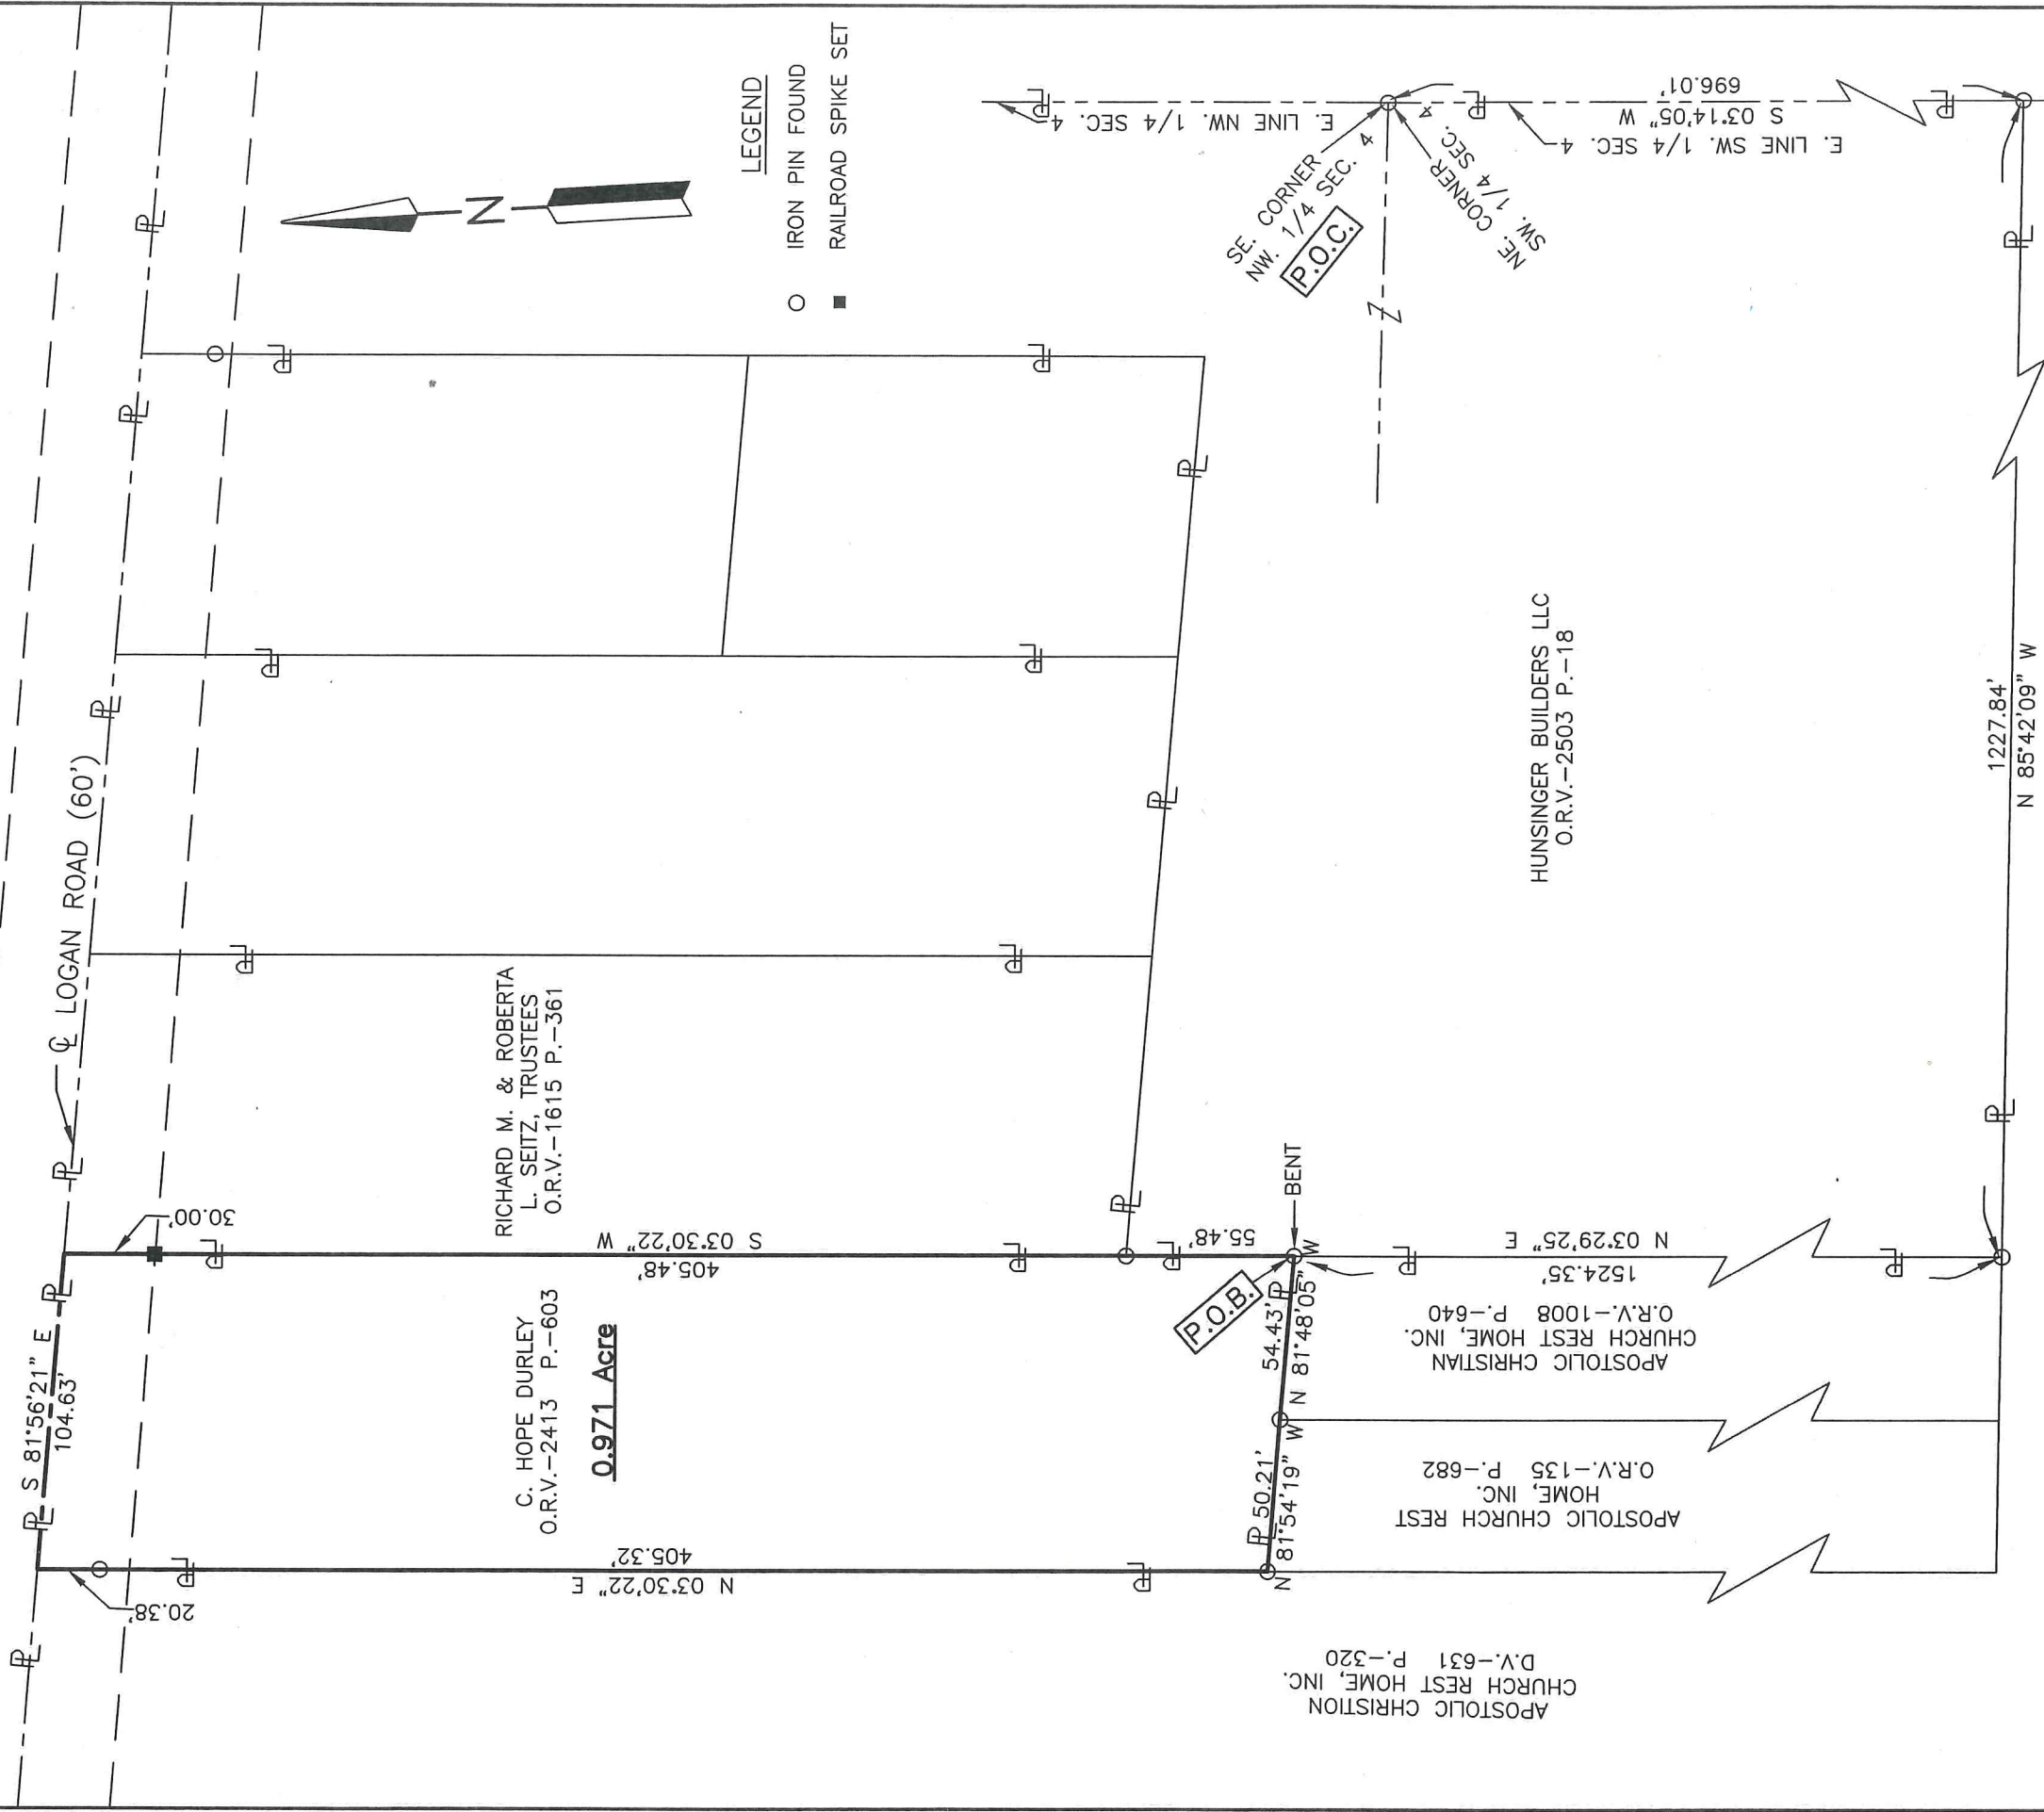 ℄ LOGAN ROAD (60')
S 81°56'21" E
104.63'
30.00'
20.38'
LEGEND
○ IRON PIN FOUND
■ RAILROAD SPIKE SET
N
RICHARD M. & ROBERTA
L. SEITZ, TRUSTEES
O.R.V.-1615 P.-361
C. HOPE DURLEY
O.R.V.-2413 P.-603
0.971 Acre
S 03°30'22" W
405.48'
405.32'
N 03°30'22" E
55.48'
BENT
P.O.B.
54.43'
N 81°48'05" W
50.21'
N 81°54'19" W
E. LINE NW. 1/4 SEC. 4
SE. CORNER
NW. 1/4 SEC. 4
P.O.C.
NE. CORNER
SW. 1/4 SEC. 4
E. LINE SW. 1/4 SEC. 4
S 03°14'05" W
696.01'
HUNSINGER BUILDERS LLC
O.R.V.-2503 P.-18
1227.84'
N 85°42'09" W
N 03°29'25" E
1524.35'
APOSTOLIC CHRISTIAN
CHURCH REST HOME, INC.
O.R.V.-1008 P.-640
APOSTOLIC CHURCH REST
HOME, INC.
O.R.V.-135 P.-682
APOSTOLIC CHRISTION
CHURCH REST HOME, INC.
D.V.-631 P.-320